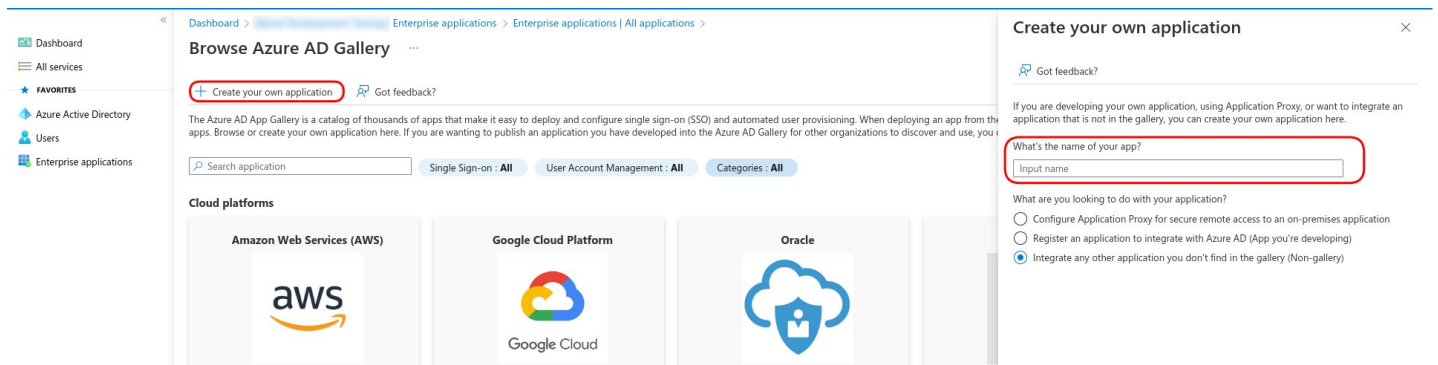 «
Dashboard
All services
FAVORITES
Azure Active Directory
Users
Enterprise applications
Dashboard > Enterprise applications > Enterprise applications | All applications >
Browse Azure AD Gallery ...
+ Create your own application Got feedback?
The Azure AD App Gallery is a catalog of thousands of apps that make it easy to deploy and configure single sign-on (SSO) and automated user provisioning. When deploying an app from the
apps. Browse or create your own application here. If you are wanting to publish an application you have developed into the Azure AD Gallery for other organizations to discover and use, you
Search application Single Sign-on : All User Account Management : All Categories : All
Cloud platforms
Amazon Web Services (AWS) Google Cloud Platform Oracle
aws
Google Cloud
Create your own application ×
Got feedback?
If you are developing your own application, using Application Proxy, or want to integrate an
application that is not in the gallery, you can create your own application here.
What's the name of your app?
Input name
What are you looking to do with your application?
Configure Application Proxy for secure remote access to an on-premises application
Register an application to integrate with Azure AD (App you're developing)
Integrate any other application you don't find in the gallery (Non-gallery)